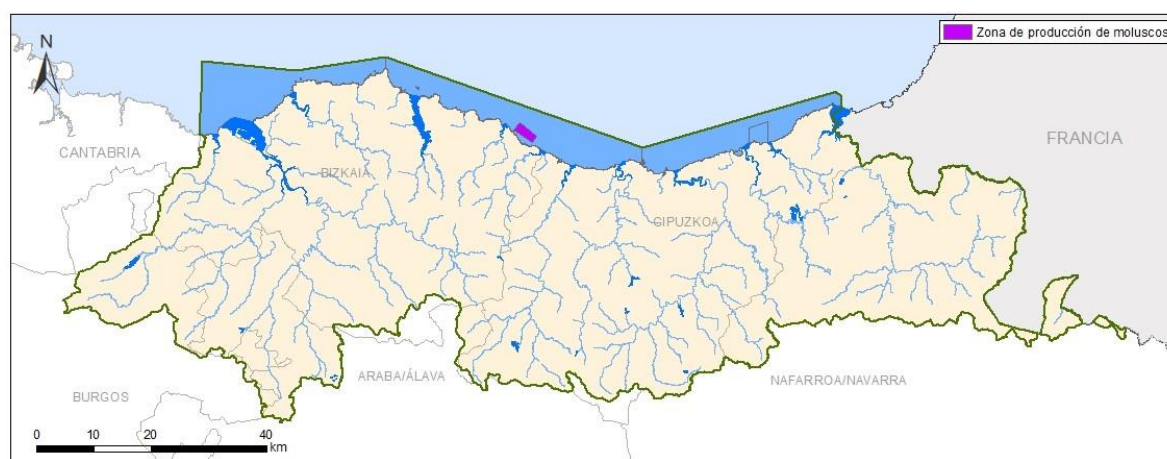 Zona de producción de moluscos
N
FRANCIA
CANTABRIA
BIZKAIA
GIPUZKOA
ARABA/ÁLAVA
NAFARROA/NAVARRA
BURGOS
0 10 20 40
km